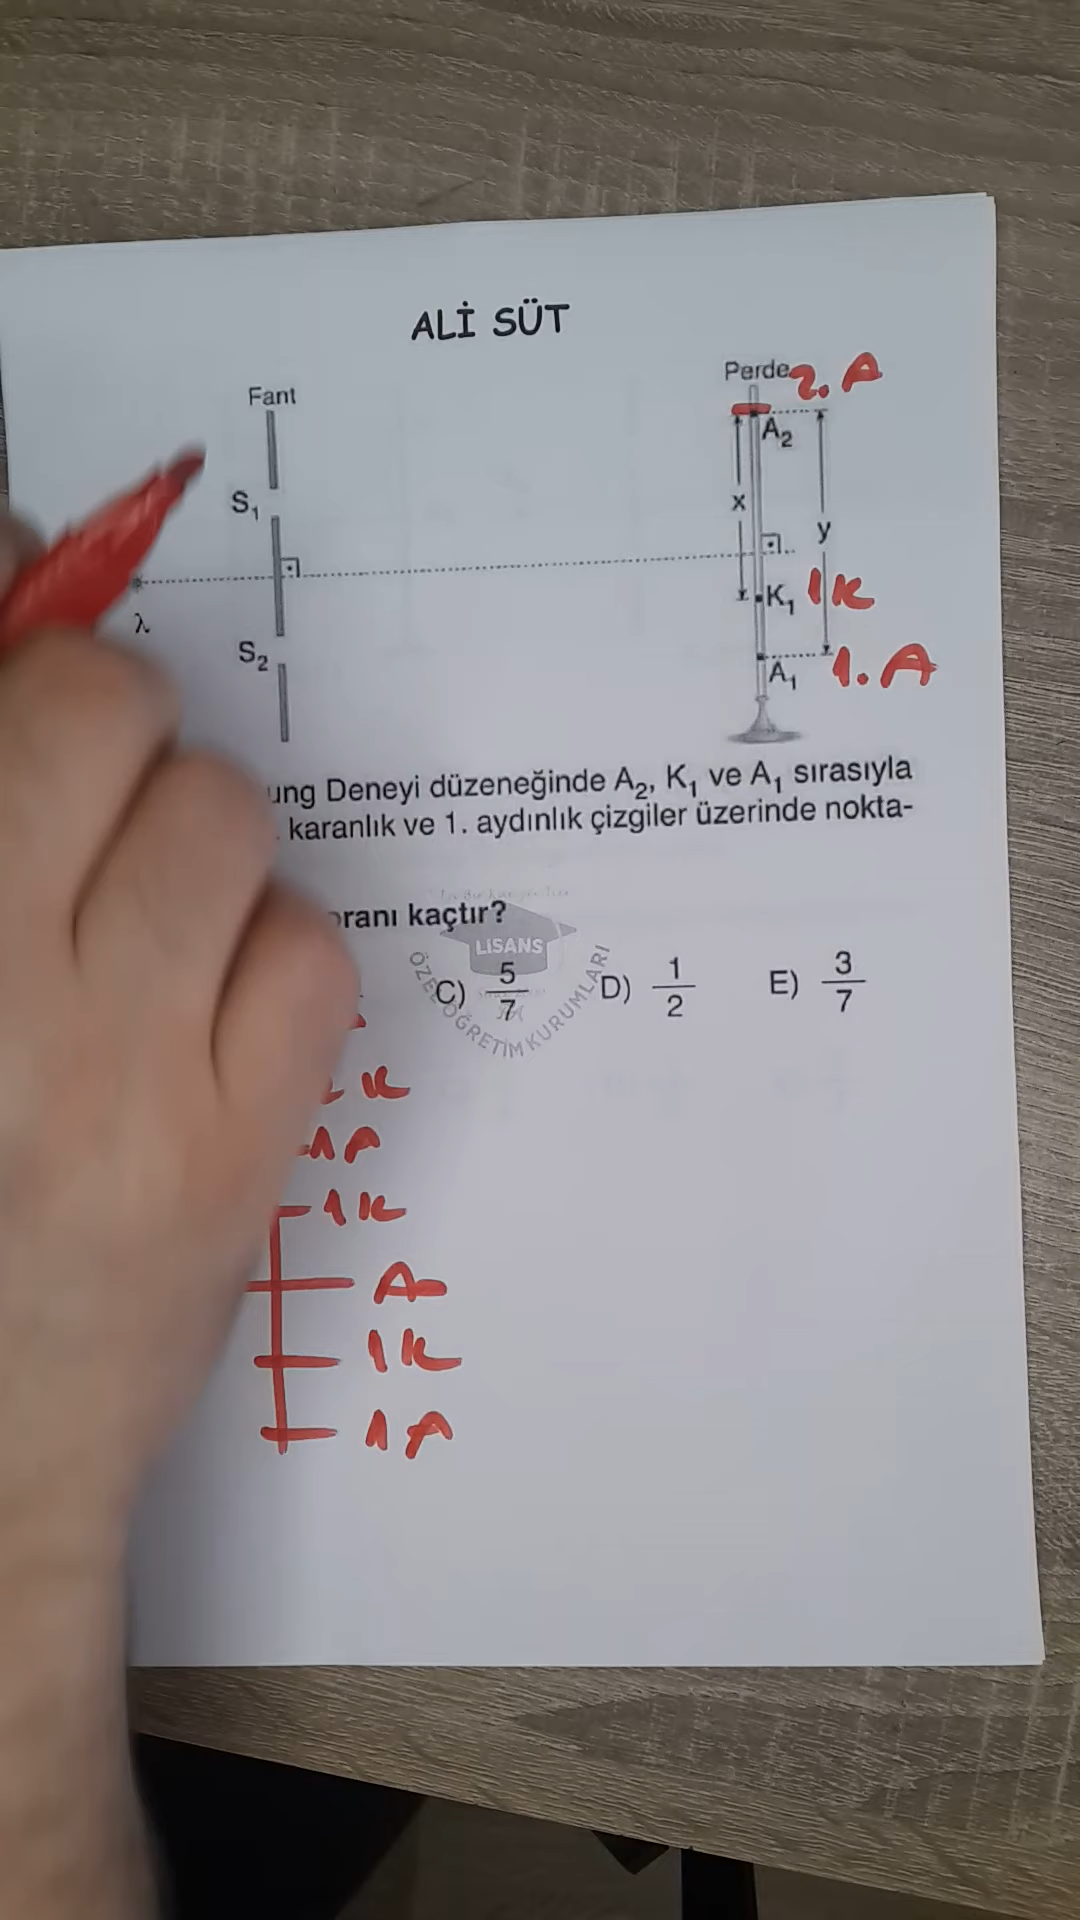 ALİ SÜT
Perde 2. A
Fant
A₂
S₁
x
y
K₁ 1K
λ
S₂
A₁ 1. A
ung Deneyi düzeneğinde A₂, K₁ ve A₁ sırasıyla
karanlık ve 1. aydınlık çizgiler üzerinde nokta-
oranı kaçtır?
LİSANS
ÖZEL ÖĞRETİM KURUMLARI
C) 5/7 D) 1/2 E) 3/7
K
1A
1K
A₀
1K
1A